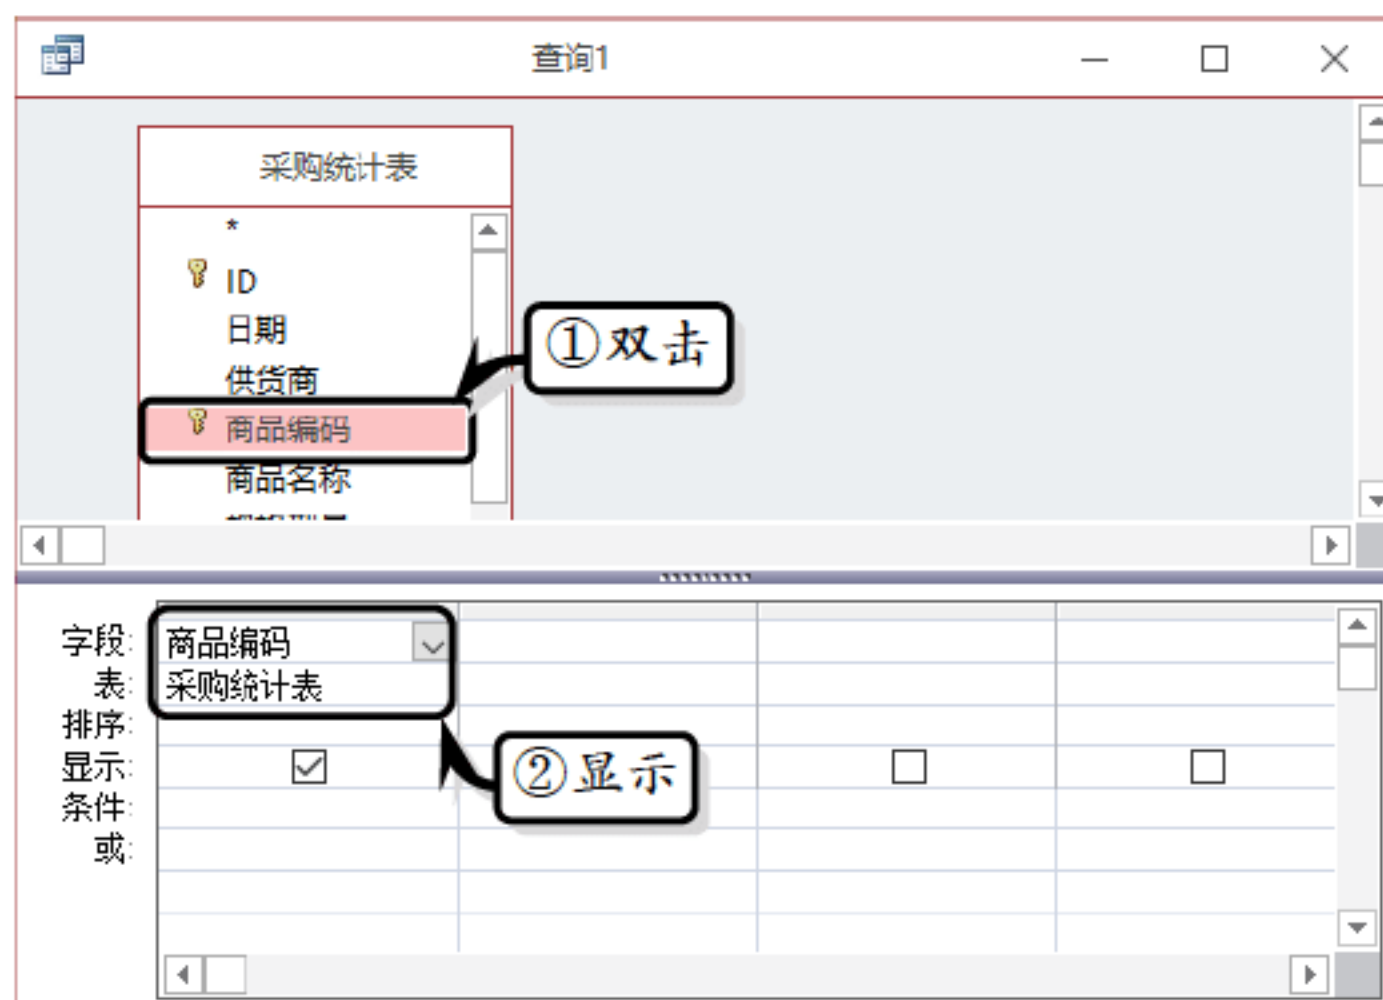 查询1
采购统计表
*
ID
日期
供货商
①双击
商品编码
商品名称
字段: 商品编码
表: 采购统计表
排序:
显示:
②显示
条件:
或: